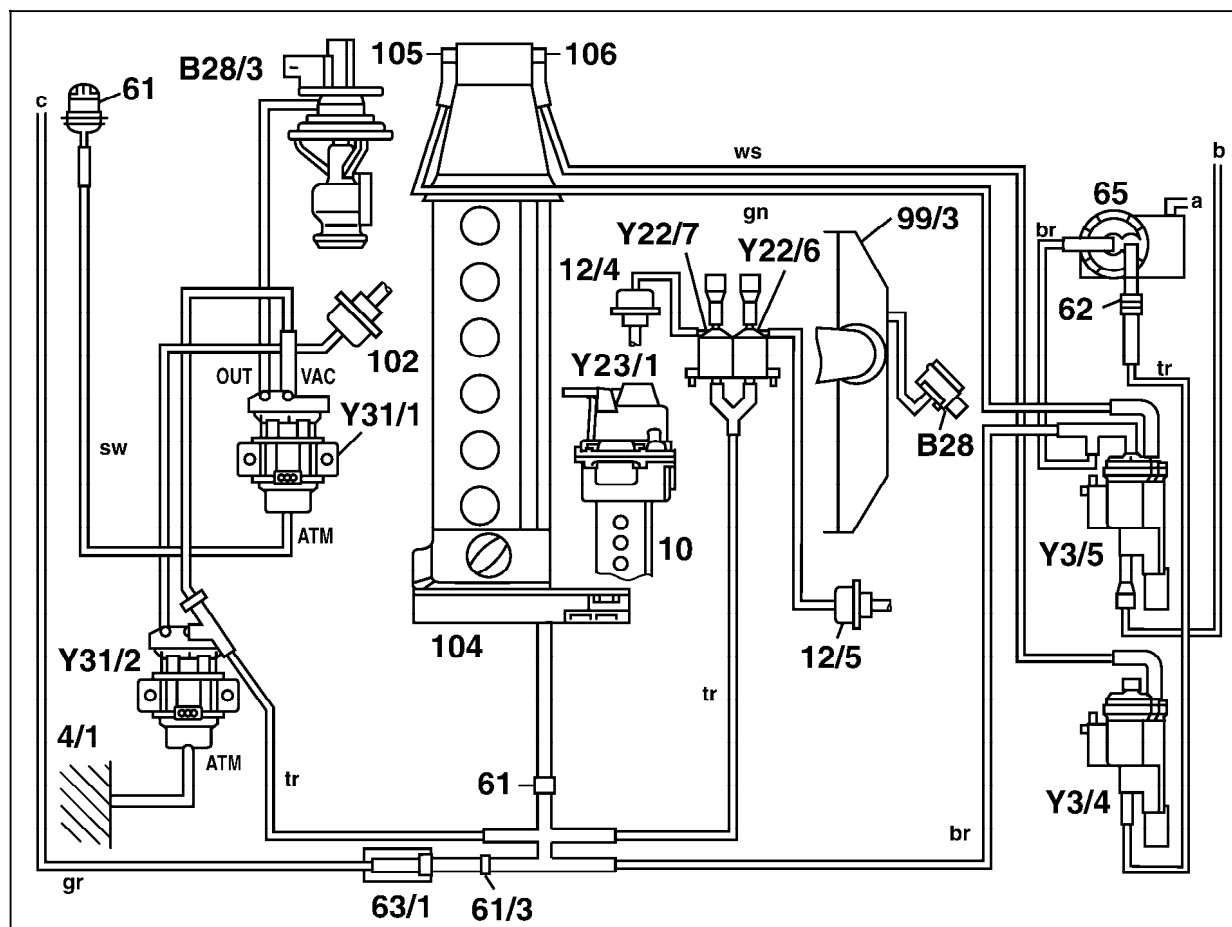 105
106
B28/3
61
c
ws
b
65
a
gn
99/3
br
Y22/7
Y22/6
12/4
62
102
Y23/1
OUT
VAC
tr
Y31/1
B28
sw
ATM
10
Y3/5
104
12/5
Y31/2
tr
4/1
ATM
tr
61
Y3/4
br
gr
63/1
61/3